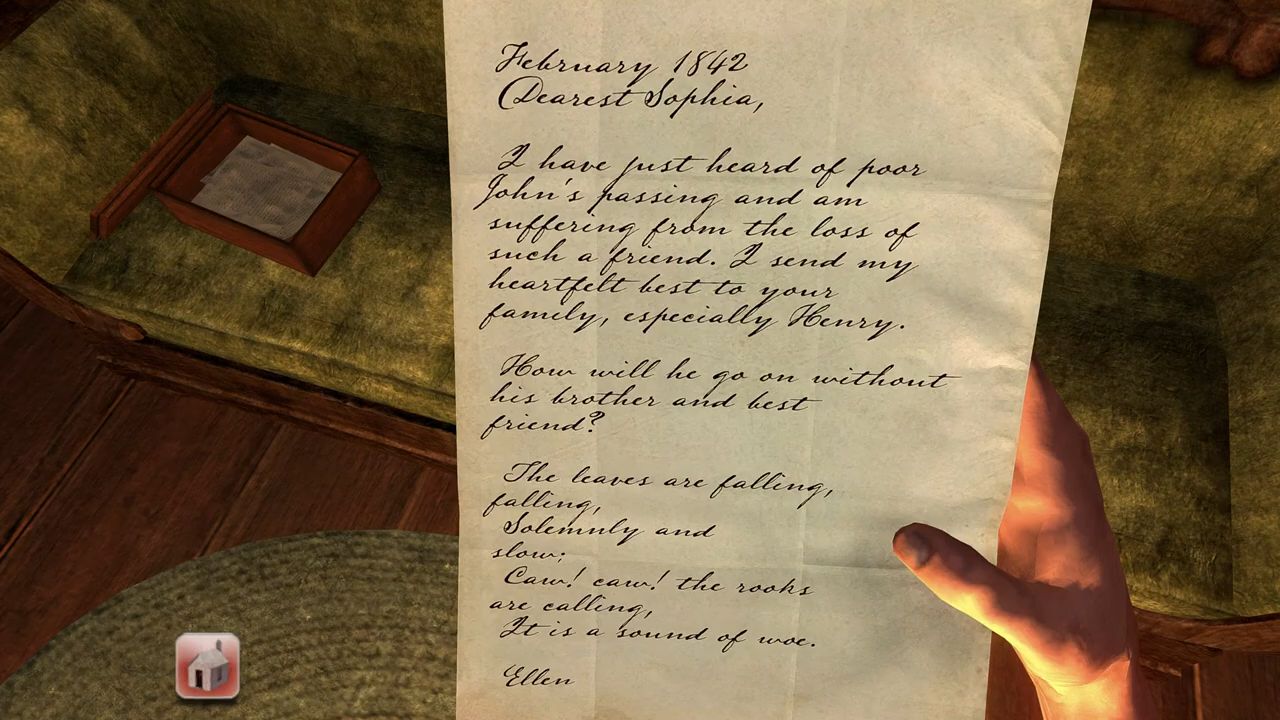 February 1842
Dearest Sophia,
I have just heard of poor
John's passing and am
suffering from the loss of
such a friend. I send my
heartfelt best to your
family, especially Henry.
How will he go on without
his brother and best
friend?
The leaves are falling,
falling,
Solemnly and
slow;
Caw! caw! the rooks
are calling,
It is a sound of woe.
Ellen